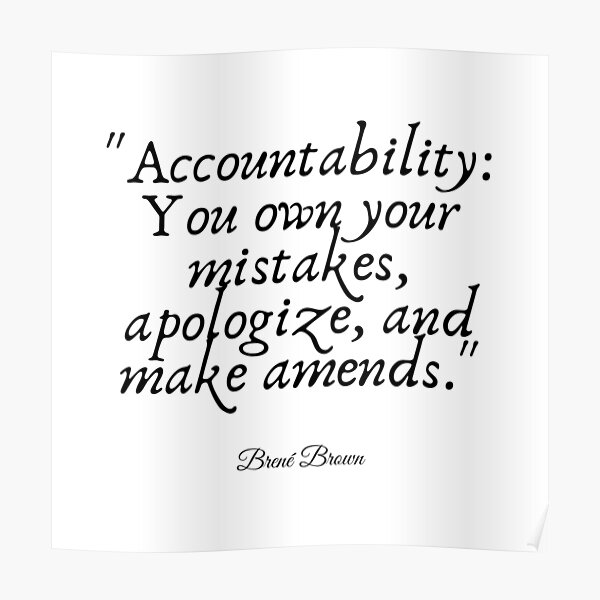 "Accountability:
You own your
mistakes,
apologize, and
make amends."
Brené Brown